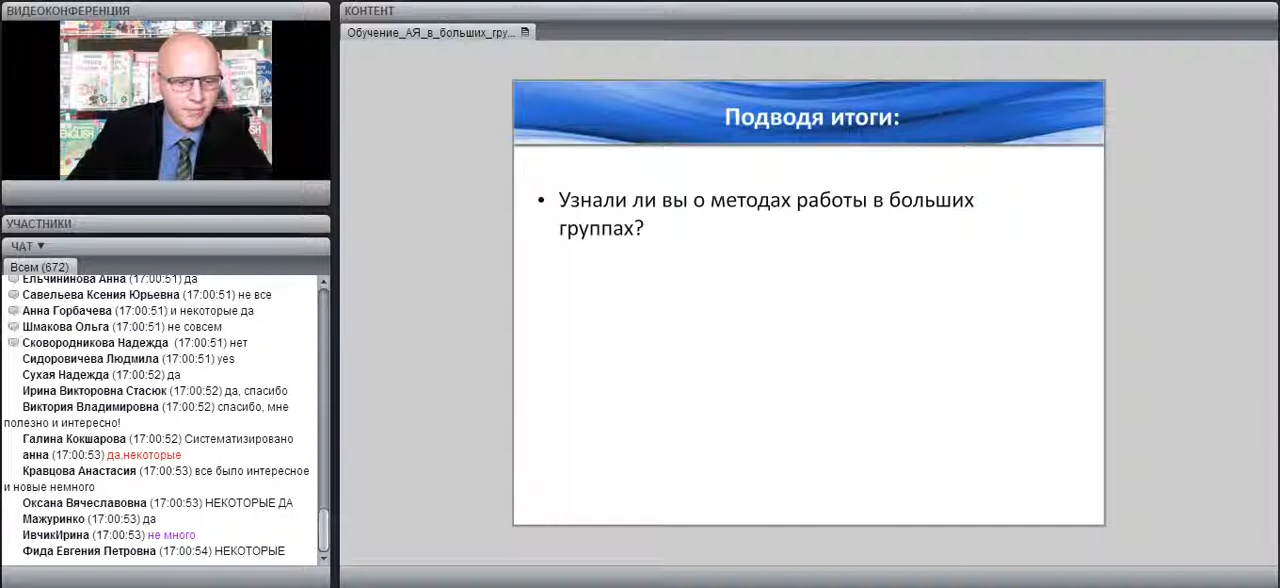 ВИДЕОКОНФЕРЕНЦИЯ
ENGLISH
УЧАСТНИКИ
ЧАТ
Всем (672)
Ельчининова Анна (17:00:51) да
Савельева Ксения Юрьевна (17:00:51) не все
Анна Горбачева (17:00:51) и некоторые да
Шмакова Ольга (17:00:51) не совсем
Сковородникова Надежда (17:00:51) нет
Сидоровичева Людмила (17:00:51) yes
Сухая Надежда (17:00:52) да
Ирина Викторовна Стасюк (17:00:52) да, спасибо
Виктория Владимировна (17:00:52) спасибо, мне
полезно и интересно!
Галина Кокшарова (17:00:52) Систематизировано
анна (17:00:53) да,некоторые
Кравцова Анастасия (17:00:53) все было интересное
и новые немного
Оксана Вячеславовна (17:00:53) НЕКОТОРЫЕ ДА
Мажуринко (17:00:53) да
ИвчикИрина (17:00:53) не много
Фида Евгения Петровна (17:00:54) НЕКОТОРЫЕ
КОНТЕНТ
Обучение_АЯ_в_больших_гру...
Подводя итоги:
• Узнали ли вы о методах работы в больших
группах?